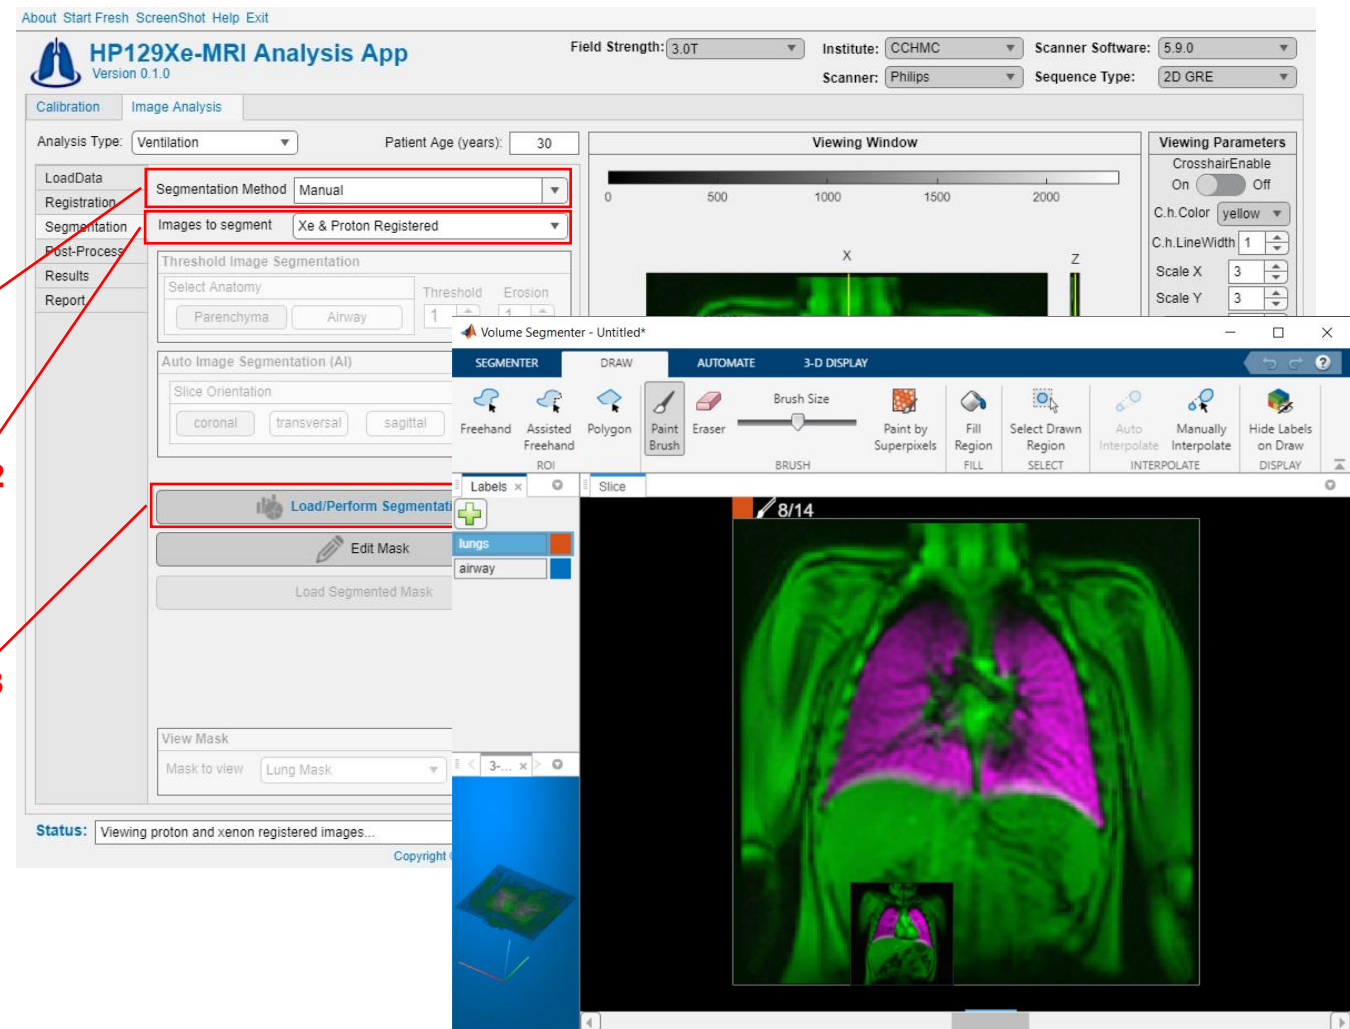 About Start Fresh ScreenShot Help Exit
HP129Xe-MRI Analysis App
Version 0.1.0
Field Strength: 3.0T
Institute: CCHMC
Scanner Software: 5.9.0
Scanner: Philips
Sequence Type: 2D GRE
Calibration Image Analysis
Analysis Type: Ventilation
Patient Age (years): 30
Viewing Window
Viewing Parameters
LoadData
Registration
Segmentation
Post-Process
Results
Report
Segmentation Method Manual
Images to segment Xe & Proton Registered
Threshold Image Segmentation
Select Anatomy
Threshold Erosion
Parenchyma Airway 1 1
Auto Image Segmentation (AI)
Slice Orientation
coronal transversal sagittal
Load/Perform Segmentati
Edit Mask
Load Segmented Mask
View Mask
Mask to view Lung Mask
Status: Viewing proton and xenon registered images...
Copyright
2
3
0 500 1000 1500 2000
X
Z
CrosshairEnable
On Off
C.h.Color yellow
C.h.LineWidth 1
Scale X 3
Scale Y 3
Volume Segmenter - Untitled*
SEGMENTER DRAW AUTOMATE 3-D DISPLAY
Freehand
Assisted Freehand
Polygon
Paint Brush
Eraser
Brush Size
Paint by Superpixels
Fill Region
Select Drawn Region
Auto Interpolate
Manually Interpolate
Hide Labels on Draw
ROI BRUSH FILL SELECT INTERPOLATE DISPLAY
Labels
Slice
8/14
lungs
airway
3-...